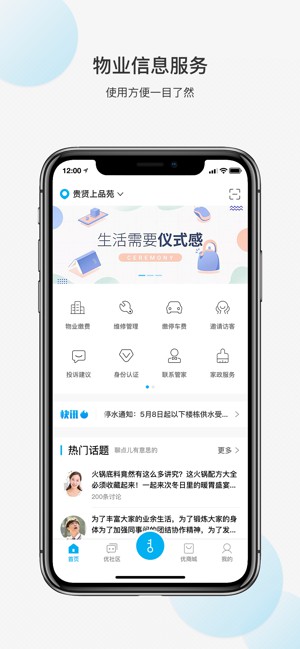 物业信息服务
使用方便一目了然
12:00
贵贤上品苑
生活需要仪式感
CEREMONY
物业缴费 维修管理 缴停车费 邀请访客
投诉建议 身份认证 联系管家 家政服务
快讯 停水通知：5月8日起以下楼栋供水受...
热门话题 聊点儿有意思的 更多
火锅底料竟然有这么多讲究？这火锅配方大全
必须收藏起来！一起来次冬日里的暖胃盛宴...
200条讨论
为了丰富大家的业余生活，为了锻炼大家的身
体为了加强同事间的团结协作精神，为了发...
首页 优社区 优商城 我的